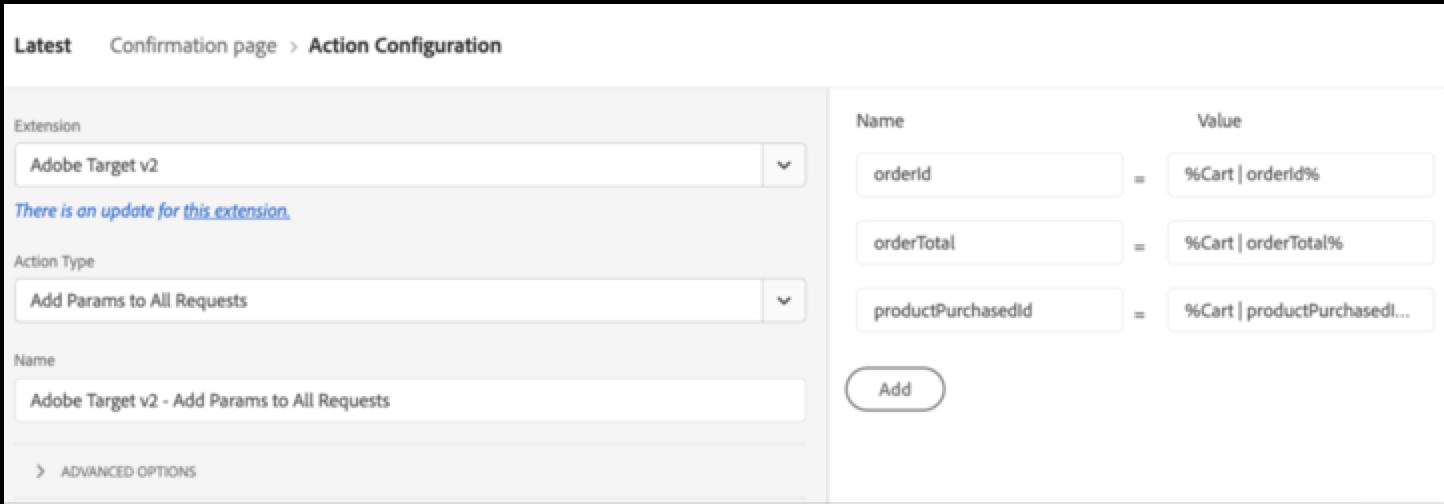 Latest Confirmation page > Action Configuration
Extension
Adobe Target v2
There is an update for this extension.
Action Type
Add Params to All Requests
Name
Adobe Target v2 - Add Params to All Requests
ADVANCED OPTIONS
Name Value
orderId = %Cart | orderId%
orderTotal = %Cart | orderTotal%
productPurchasedId = %Cart | productPurchasedI...
Add